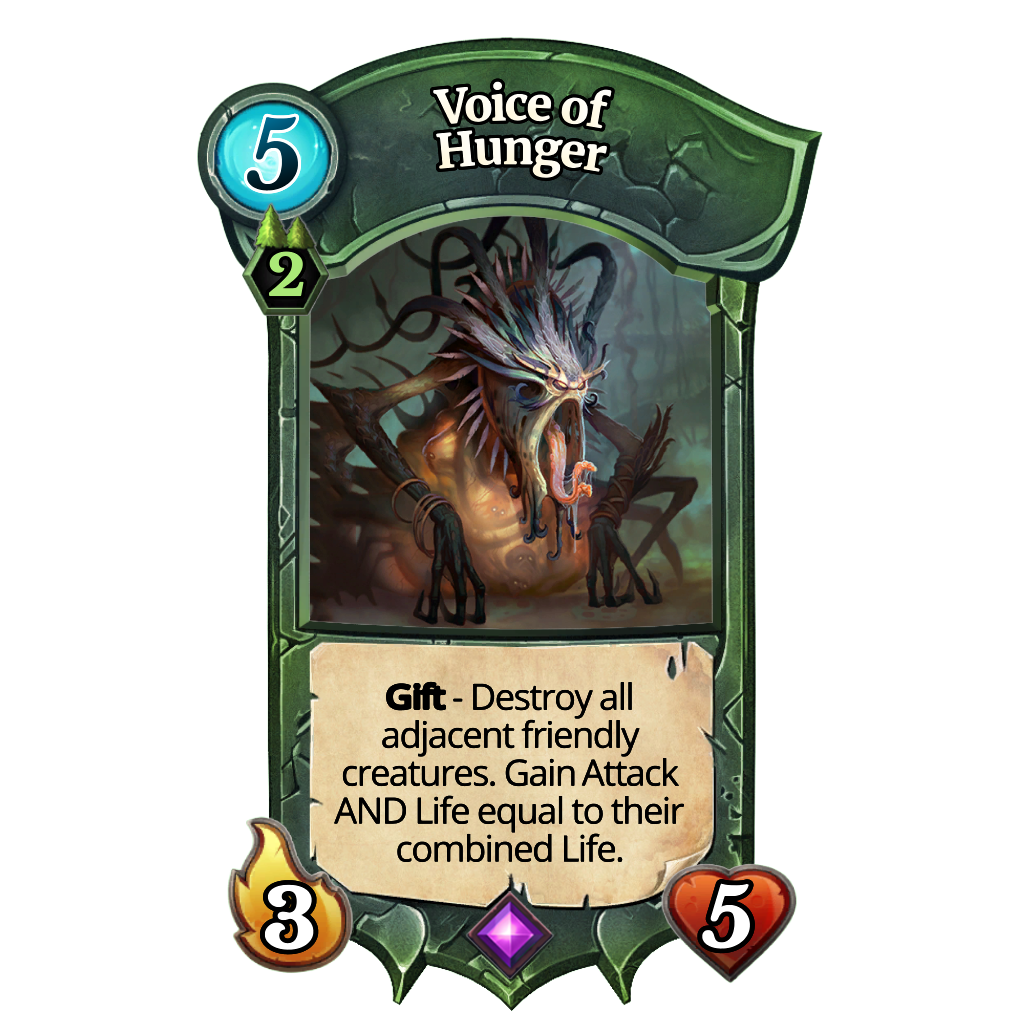 5
Voice of
Hunger
2
Gift - Destroy all
adjacent friendly
creatures. Gain Attack
AND Life equal to their
combined Life.
3
5